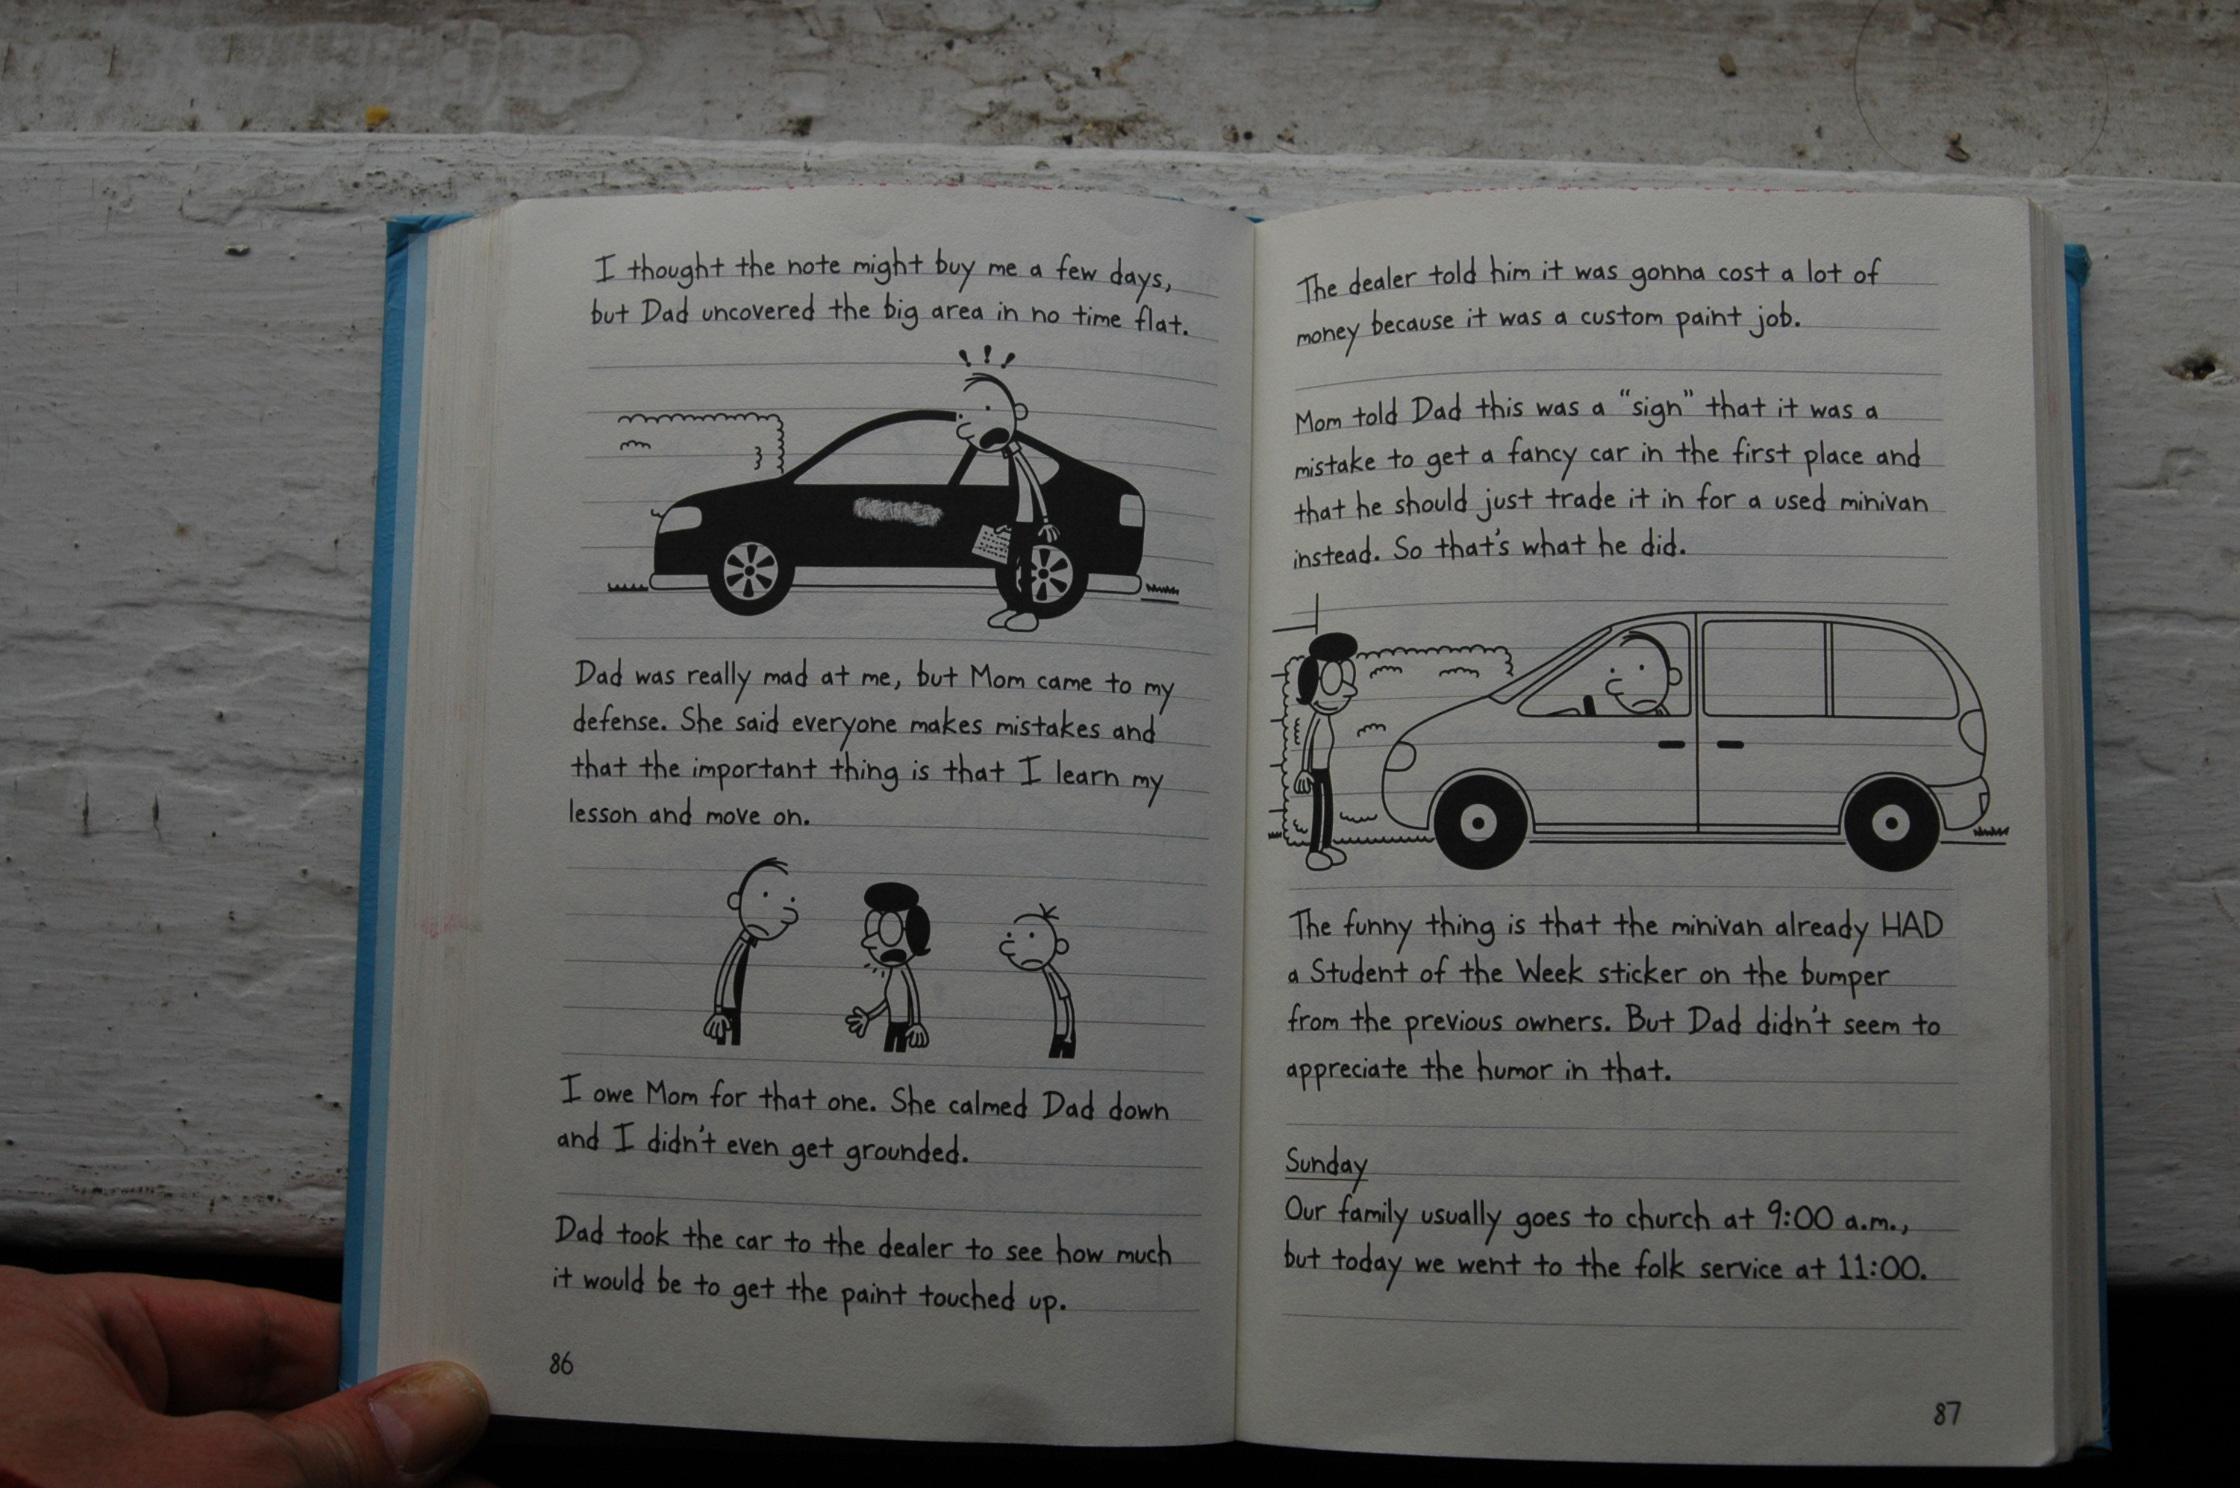 I thought the note might buy me a few days,
but Dad uncovered the big area in no time flat.
Dad was really mad at me, but Mom came to my
defense. She said everyone makes mistakes and
that the important thing is that I learn my
lesson and move on.
I owe Mom for that one. She calmed Dad down
and I didn't even get grounded.
Dad took the car to the dealer to see how much
it would be to get the paint touched up.
86
The dealer told him it was gonna cost a lot of
money because it was a custom paint job.
Mom told Dad this was a "sign" that it was a
mistake to get a fancy car in the first place and
that he should just trade it in for a used minivan
instead. So that's what he did.
The funny thing is that the minivan already HAD
a Student of the Week sticker on the bumper
from the previous owners. But Dad didn't seem to
appreciate the humor in that.
Sunday
Our family usually goes to church at 9:00 a.m.,
but today we went to the folk service at 11:00.
87